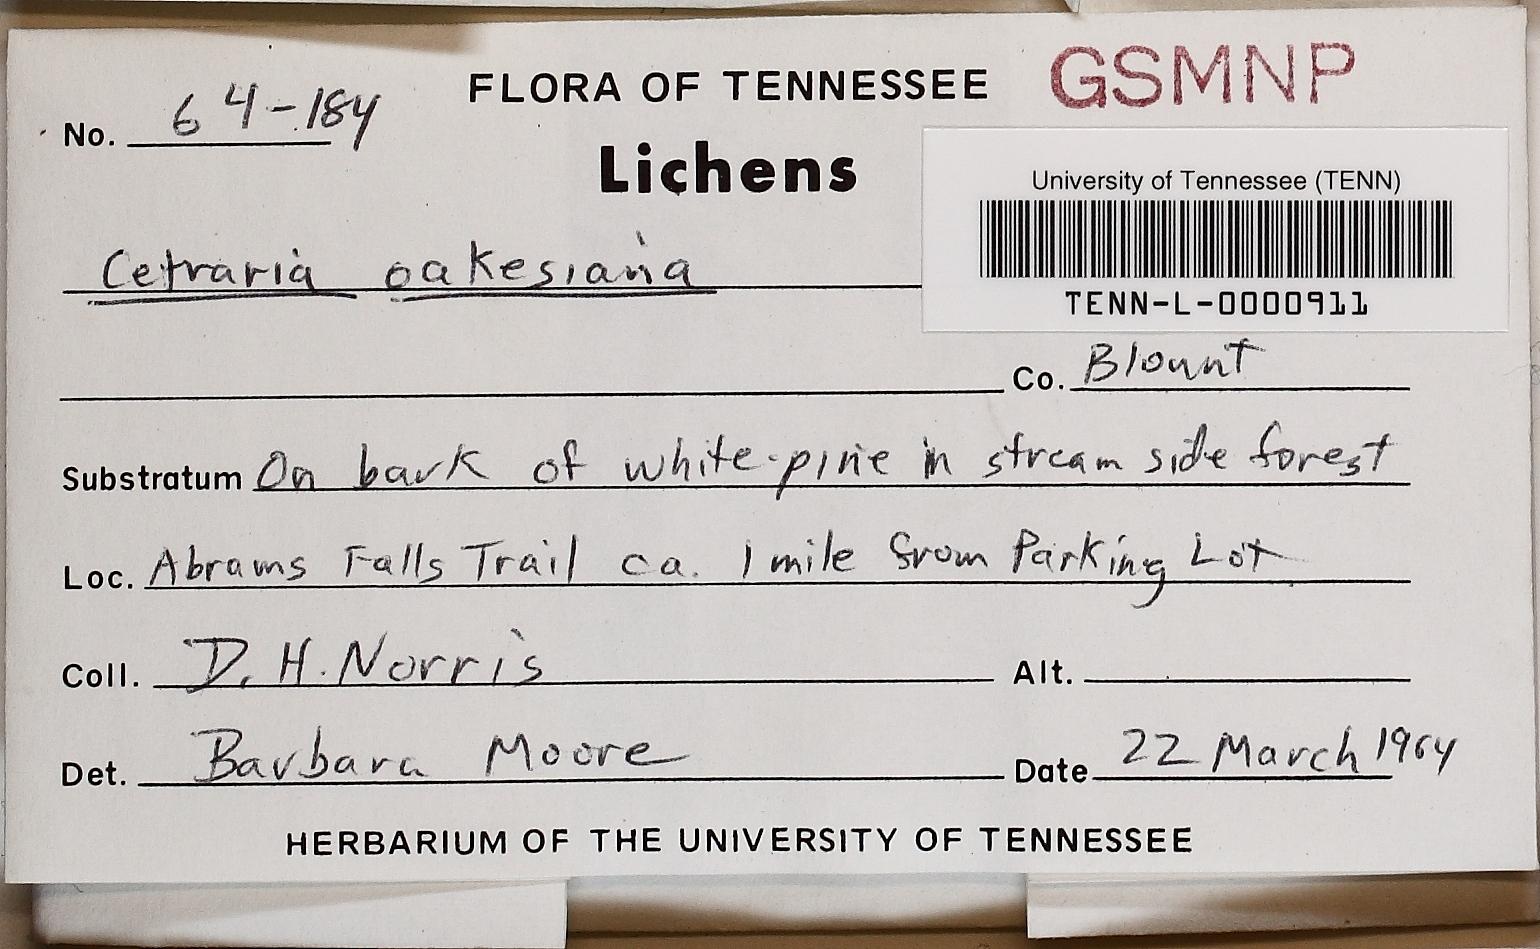 No. 64-184
FLORA OF TENNESSEE
GSMNP
Lichens
University of Tennessee (TENN)
TENN-L-0000911
Cetraria oakesiana
Co. Blount
Substratum On bark of white-pine in stream side forest
Loc. Abrams Falls Trail ca. 1 mile from Parking Lot
Coll. D. H. Norris
Alt.
Det. Barbara Moore
Date 22 March 1964
HERBARIUM OF THE UNIVERSITY OF TENNESSEE